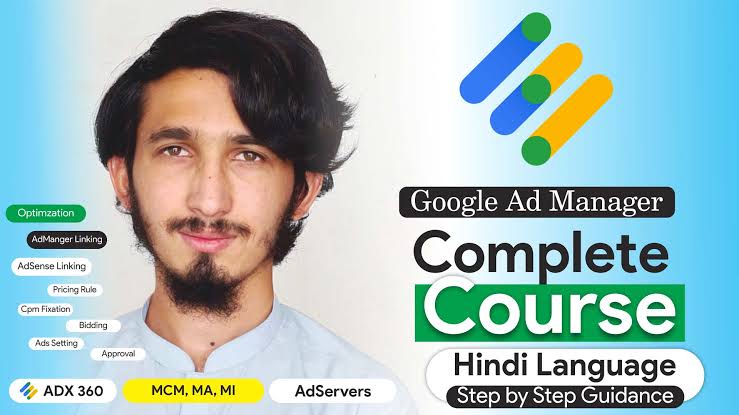 Google Ad Manager
Complete
Course
Hindi Language
Step by Step Guidance
Optimzation
AdManger Linking
AdSense Linking
Pricing Rule
Cpm Fixation
Bidding
Ads Setting
Approval
ADX 360
MCM, MA, MI
AdServers